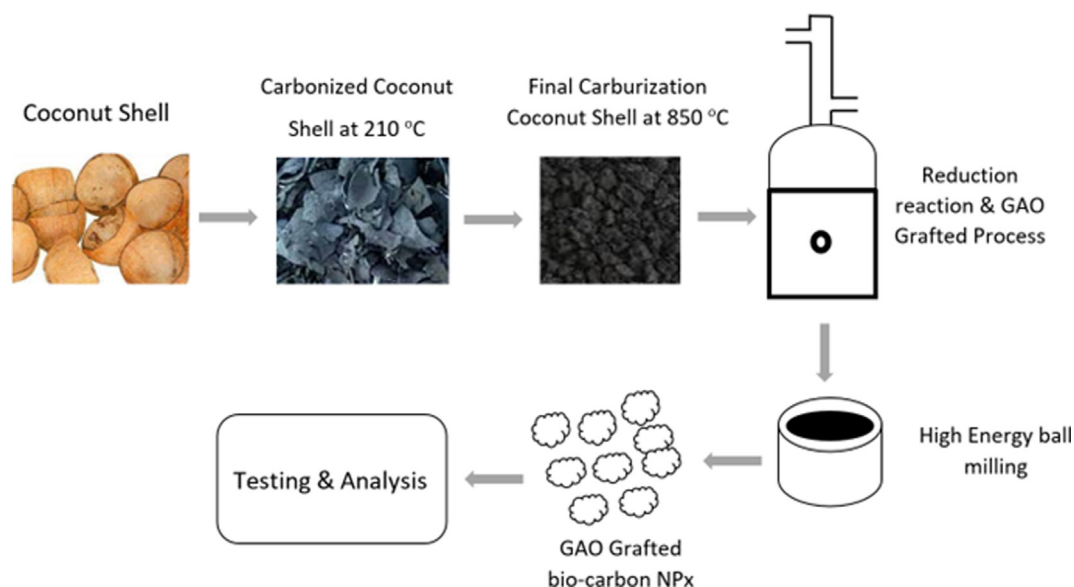 Coconut Shell
Carbonized Coconut
Shell at 210 °C
Final Carburization
Coconut Shell at 850 °C
Reduction
reaction & GAO
Grafted Process
High Energy ball
milling
GAO Grafted
bio-carbon NPx
Testing & Analysis